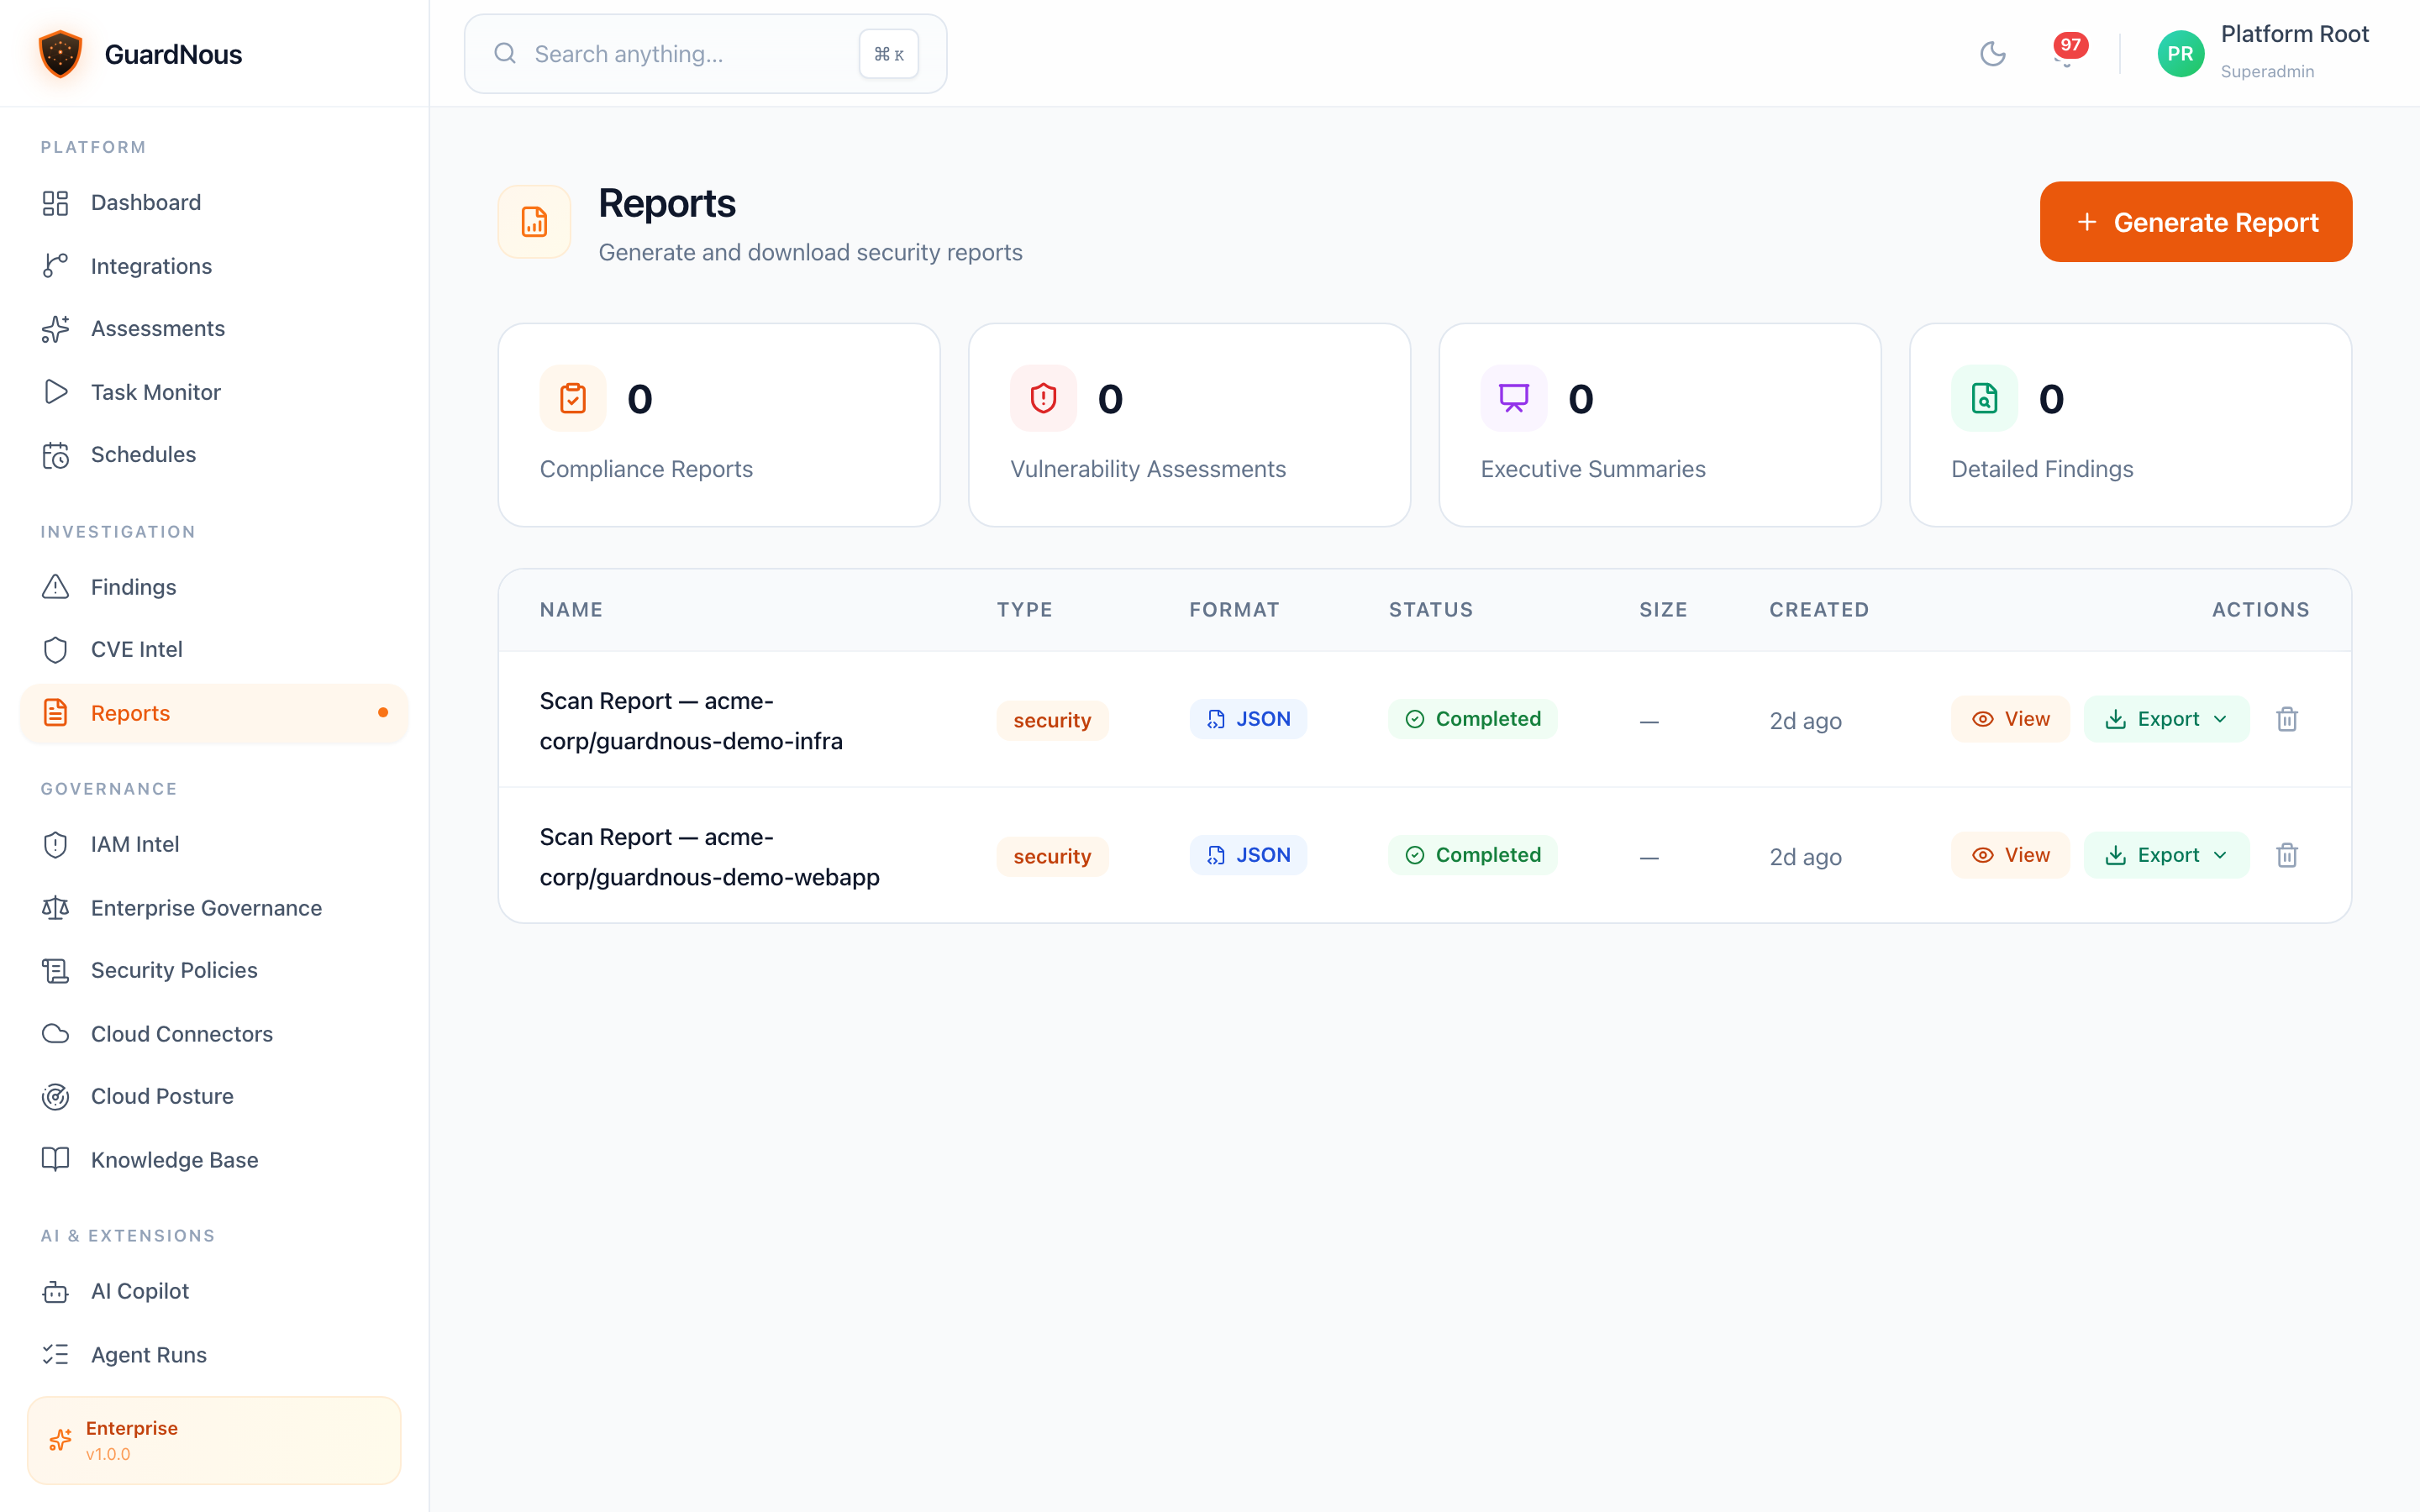 GuardNous
Search anything...
⌘ K
97
PR
Platform Root
Superadmin
PLATFORM
Dashboard
Integrations
Assessments
Task Monitor
Schedules
INVESTIGATION
Findings
CVE Intel
Reports
GOVERNANCE
IAM Intel
Enterprise Governance
Security Policies
Cloud Connectors
Cloud Posture
Knowledge Base
AI & EXTENSIONS
AI Copilot
Agent Runs
Enterprise
v1.0.0
Reports
Generate and download security reports
+ Generate Report
0
Compliance Reports
0
Vulnerability Assessments
0
Executive Summaries
0
Detailed Findings
NAME TYPE FORMAT STATUS SIZE CREATED ACTIONS
Scan Report — acme-
corp/guardnous-demo-infra
security JSON Completed — 2d ago View Export
Scan Report — acme-
corp/guardnous-demo-webapp
security JSON Completed — 2d ago View Export